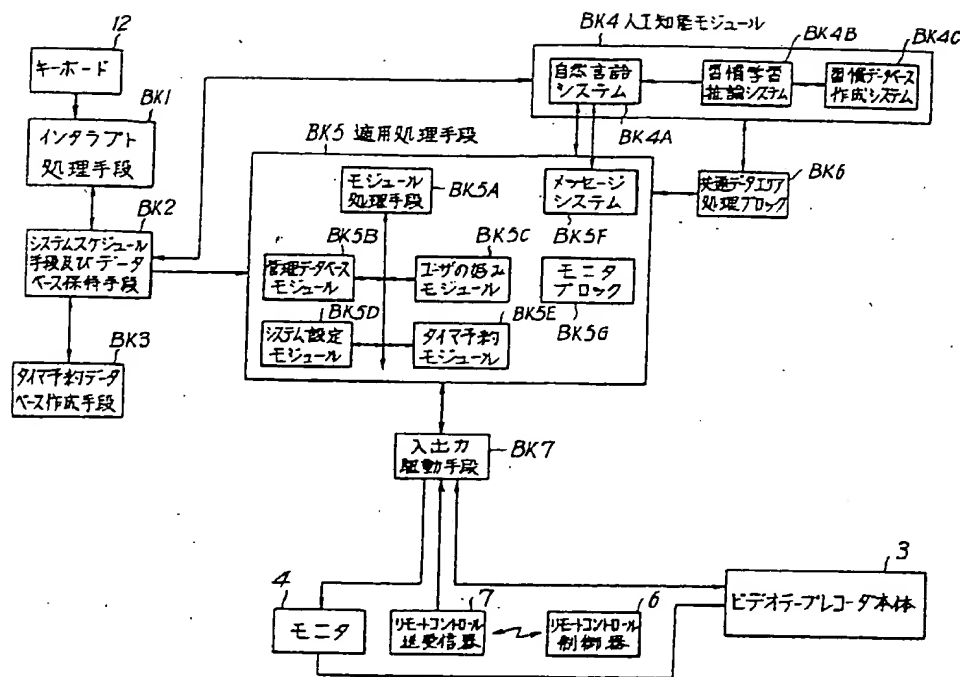 12
キーボード
BK1
インタラプト
処理手段
BK2
システムスケジュール
手段及びデータ
ベース保持手段
BK3
タイマ予約データ
ベース作成手段
BK4 人工知能モジュール
BK4B
BK4C
自然言語
システム
習慣学習
推論システム
習慣データベース
作成システム
BK4A
BK5 適用処理手段
モジュール
処理手段
BK5A
メッセージ
システム
BK5F
共通データエリア
処理ブロック
BK6
BK5B
BK5C
管理データベース
モジュール
ユーザの好み
モジュール
モニタ
ブロック
BK5G
BK5D
BK5E
システム設定
モジュール
タイマ予約
モジュール
入出力
駆動手段
BK7
4
モニタ
7
リモートコントロール
送受信器
6
リモートコントロール
制御器
3
ビデオテープレコーダ本体